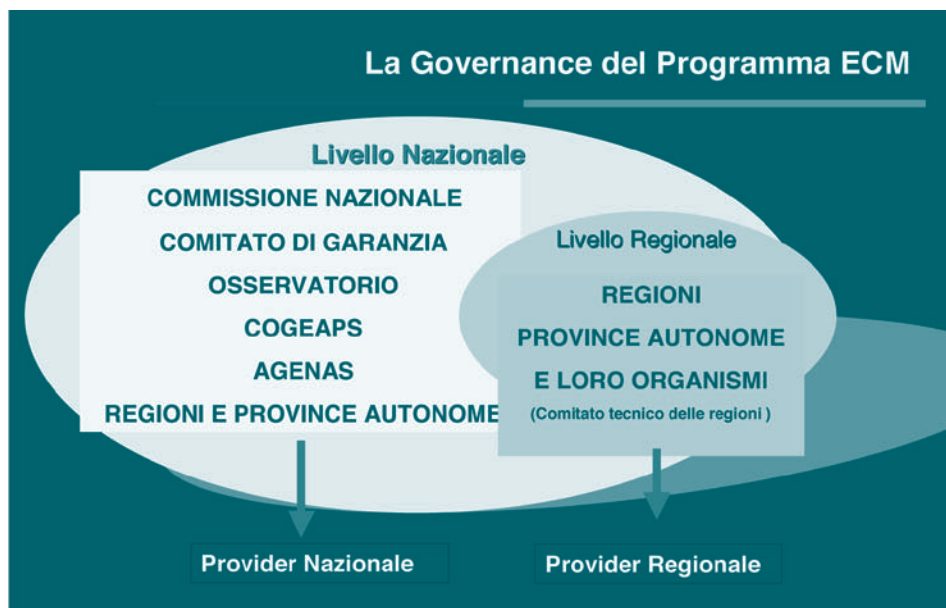 La Governance del Programma ECM
Livello Nazionale
COMMISSIONE NAZIONALE
COMITATO DI GARANZIA
OSSERVATORIO
COGEAPS
AGENAS
REGIONI E PROVINCE AUTONOME
Livello Regionale
REGIONI
PROVINCE AUTONOME
E LORO ORGANISMI
(Comitato tecnico delle regioni )
Provider Nazionale
Provider Regionale